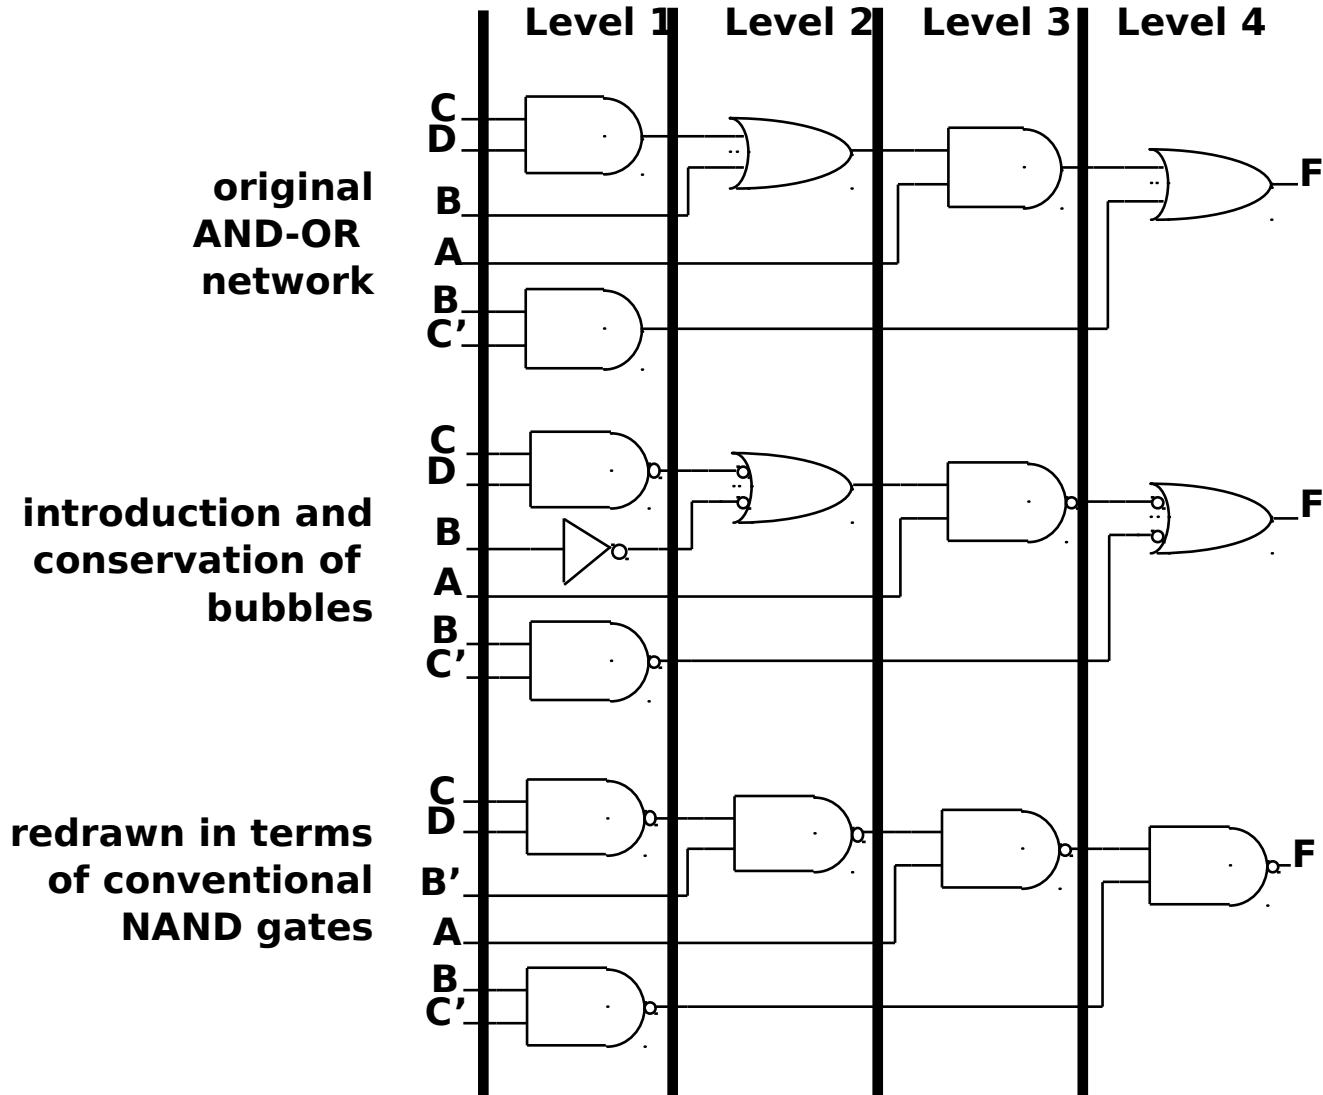 Level 1 Level 2 Level 3 Level 4
C
D
B
A
B
C’
original
AND-OR
network
F
C
D
B
A
B
C’
introduction and
conservation of
bubbles
F
C
D
B’
A
B
C’
redrawn in terms
of conventional
NAND gates
F